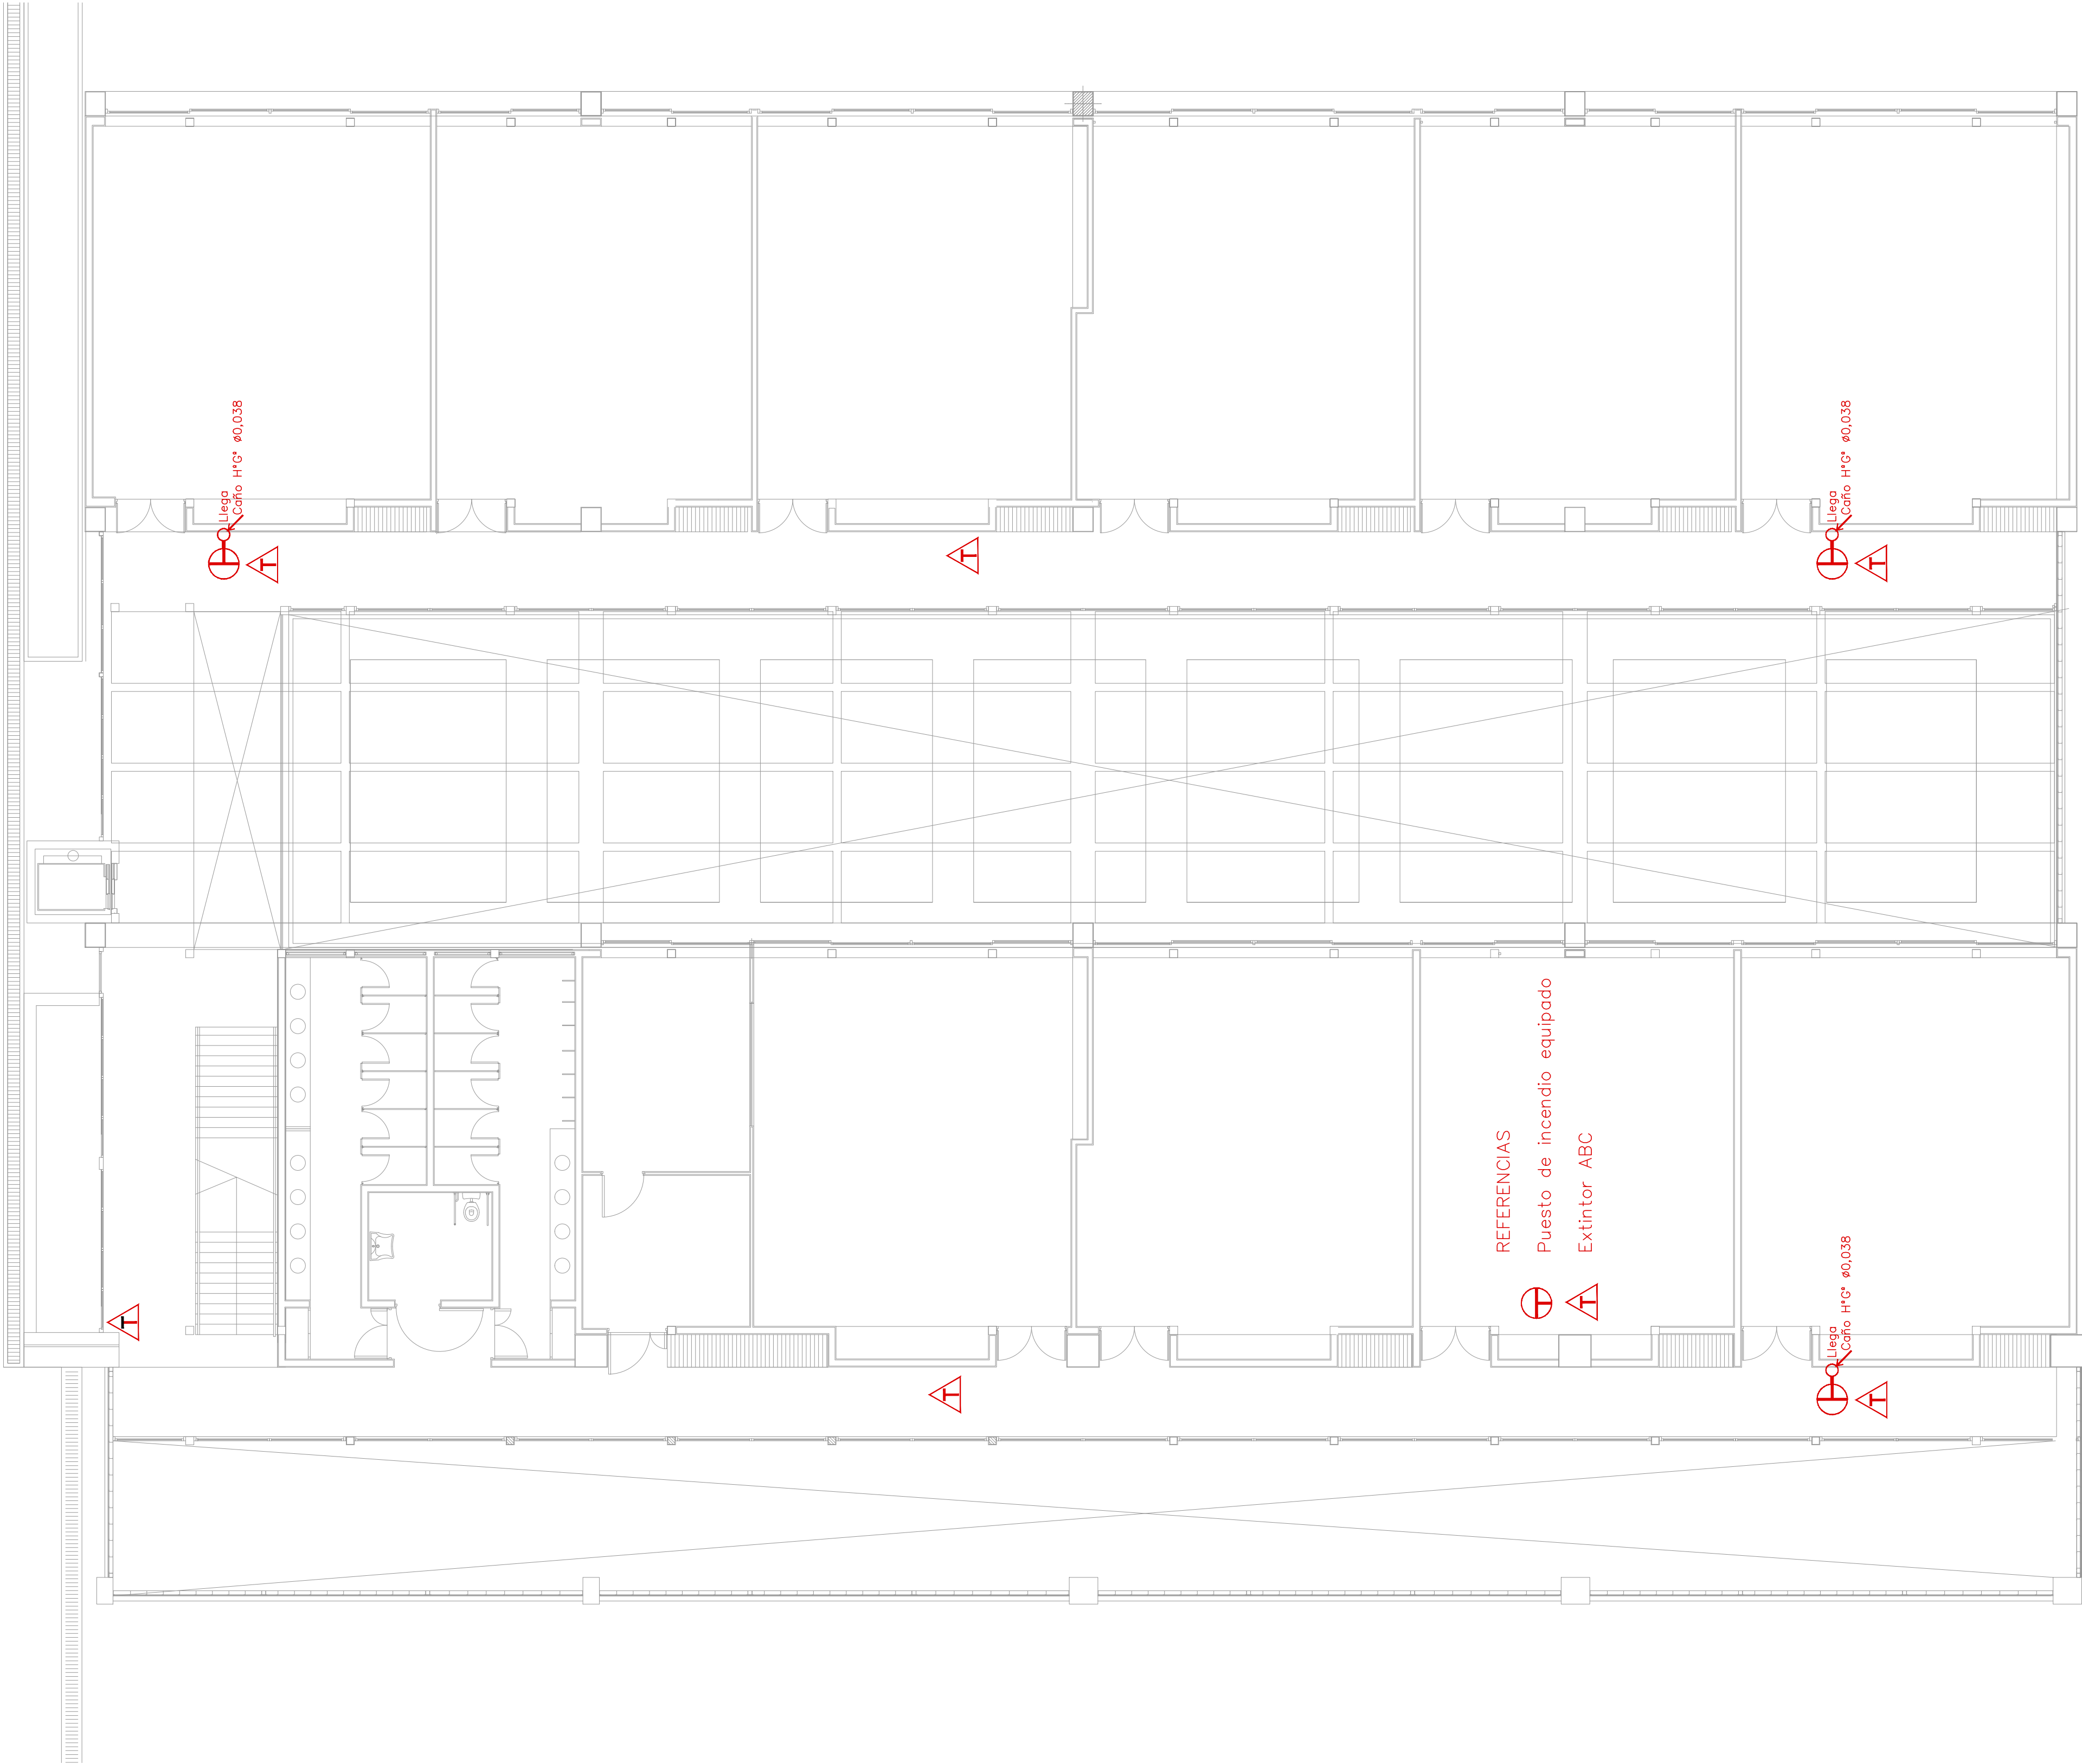 Llega
Caño H°G° ø0,038
Llega
Caño H°G° ø0,038
REFERENCIAS
Puesto de incendio equipado
Extintor ABC
Llega
Caño H°G° ø0,038